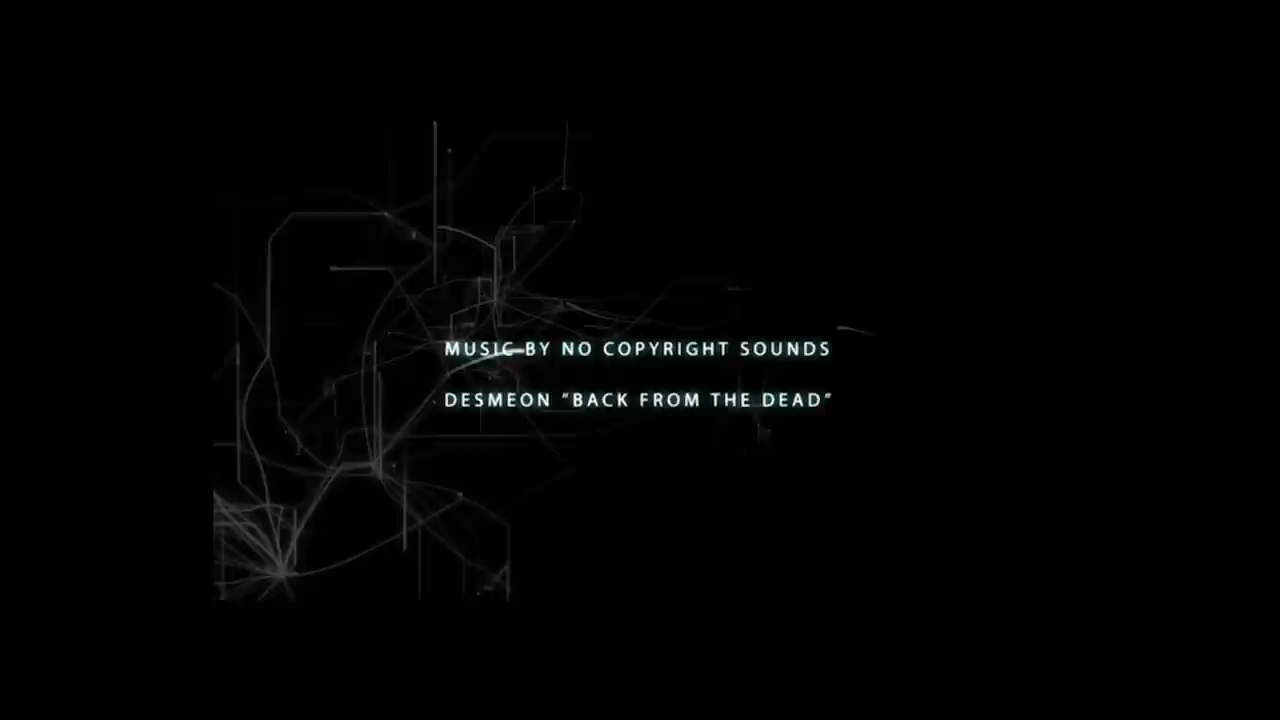 MUSIC BY NO COPYRIGHT SOUNDS
DESMEON “BACK FROM THE DEAD”